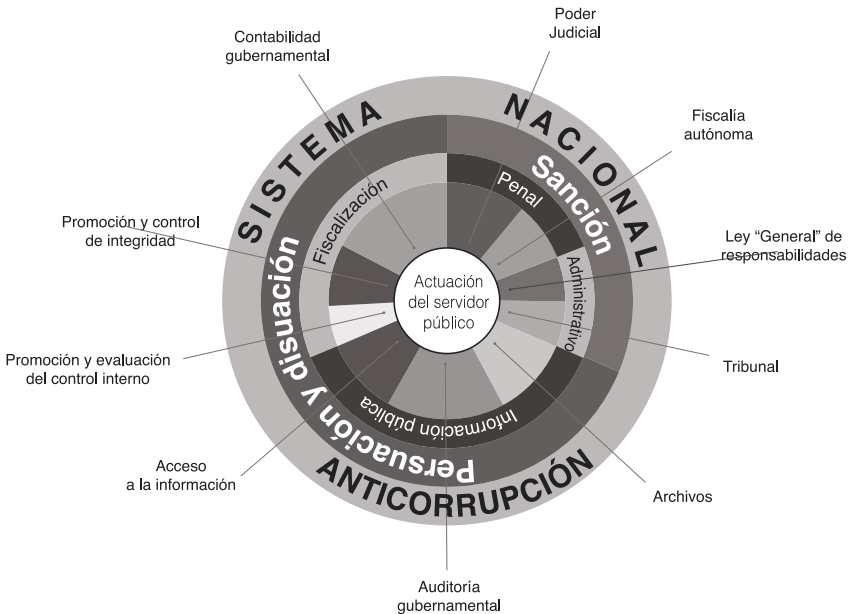 Poder
Judicial
Contabilidad
gubernamental
Fiscalía
autónoma
SISTEMA
NACIONAL
ANTICORRUPCIÓN
Sanción
Persuación y disuación
Penal
Administrativo
Fiscalización
Información pública
Promoción y control
de integridad
Ley “General” de
responsabilidades
Actuación
del servidor
público
Promoción y evaluación
del control interno
Tribunal
Acceso
a la información
Archivos
Auditoría
gubernamental